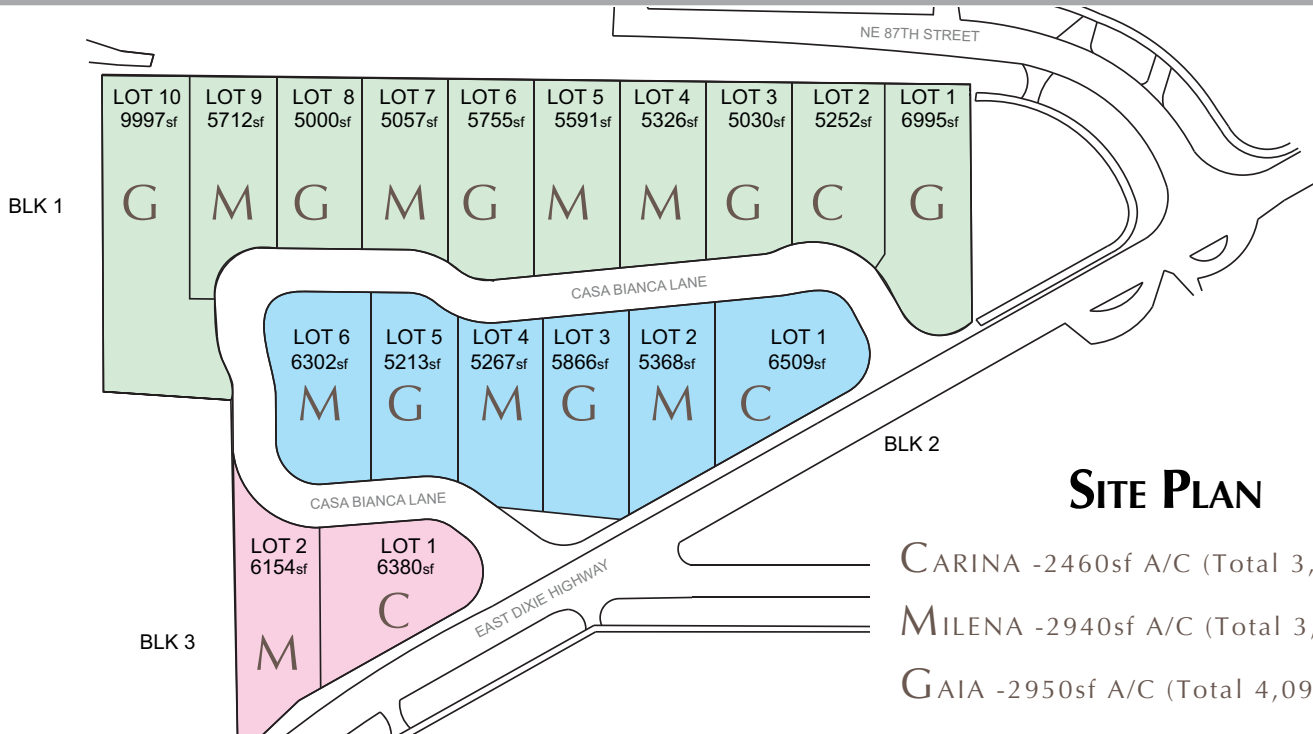 NE 87TH STREET
LOT 10 LOT 9 LOT 8 LOT 7 LOT 6 LOT 5 LOT 4 LOT 3 LOT 2 LOT 1
9997sf 5712sf 5000sf 5057sf 5755sf 5591sf 5326sf 5030sf 5252sf 6995sf
BLK 1 G M G M G M M G C G
CASA BIANCA LANE
LOT 6 LOT 5 LOT 4 LOT 3 LOT 2 LOT 1
6302sf 5213sf 5267sf 5866sf 5368sf 6509sf
M G M G M C
BLK 2
CASA BIANCA LANE
LOT 2 LOT 1
6154sf 6380sf
C
M
BLK 3
EAST DIXIE HIGHWAY
SITE PLAN
CARINA -2460sf A/C (Total 3,
MILENA -2940sf A/C (Total 3,
GAIA -2950sf A/C (Total 4,09